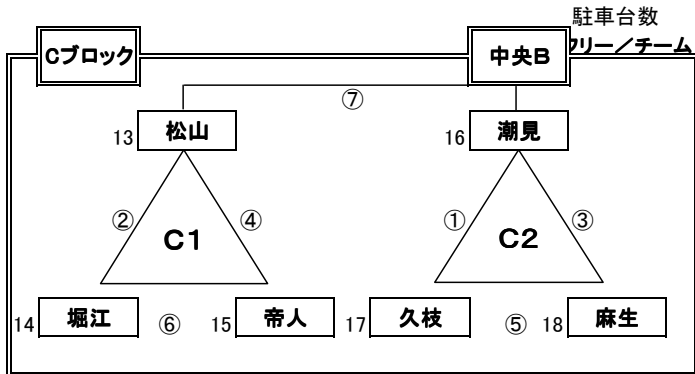 駐車台数
Cブロック
中央B
フリー／チーム
⑦
13 松山
16 潮見
② ④
① ③
C1
C2
14 堀江 ⑥ 15 帝人 17 久枝 ⑤ 18 麻生